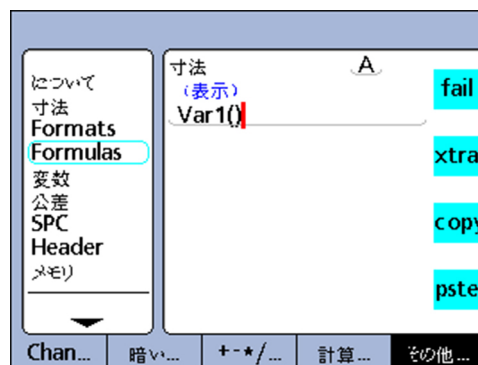 について
寸法
Formats
Formulas
変数
公差
SPC
Header
メモリ
寸法
A
(表示)
Var1()
fail
xtra
copy
pste
Chan...
暗い...
+-*/...
計算...
その他...